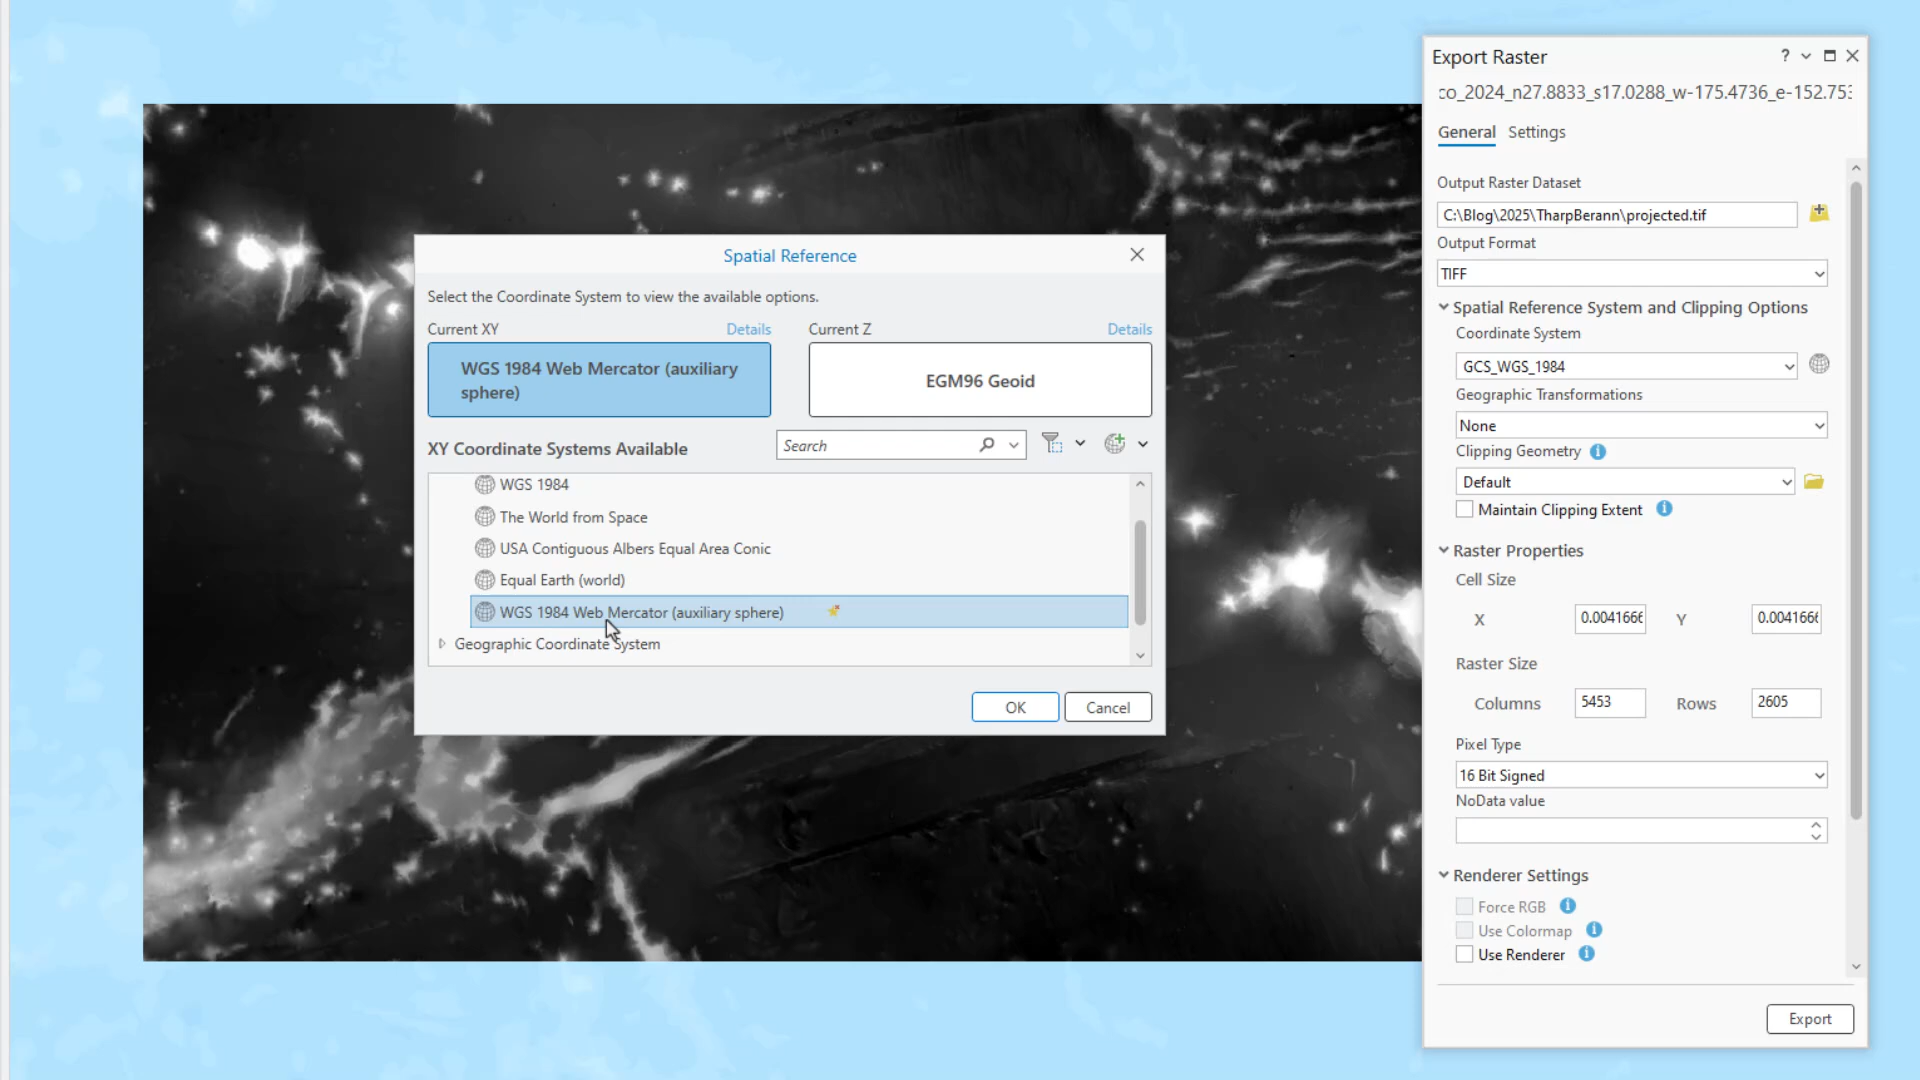 Spatial Reference
Select the Coordinate System to view the available options.
Current XY
Details
WGS 1984 Web Mercator (auxiliary
sphere)
Current Z
Details
EGM96 Geoid
XY Coordinate Systems Available
Search
WGS 1984
The World from Space
USA Contiguous Albers Equal Area Conic
Equal Earth (world)
WGS 1984 Web Mercator (auxiliary sphere)
Geographic Coordinate System
OK
Cancel
Export Raster
?
co_2024_n27.8833_s17.0288_w-175.4736_e-152.753
General
Settings
Output Raster Dataset
C:\Blog\2025\TharpBerann\projected.tif
Output Format
TIFF
Spatial Reference System and Clipping Options
Coordinate System
GCS_WGS_1984
Geographic Transformations
None
Clipping Geometry
Default
Maintain Clipping Extent
Raster Properties
Cell Size
X
0.0041666
Y
0.0041666
Raster Size
Columns
5453
Rows
2605
Pixel Type
16 Bit Signed
NoData value
Renderer Settings
Force RGB
Use Colormap
Use Renderer
Export